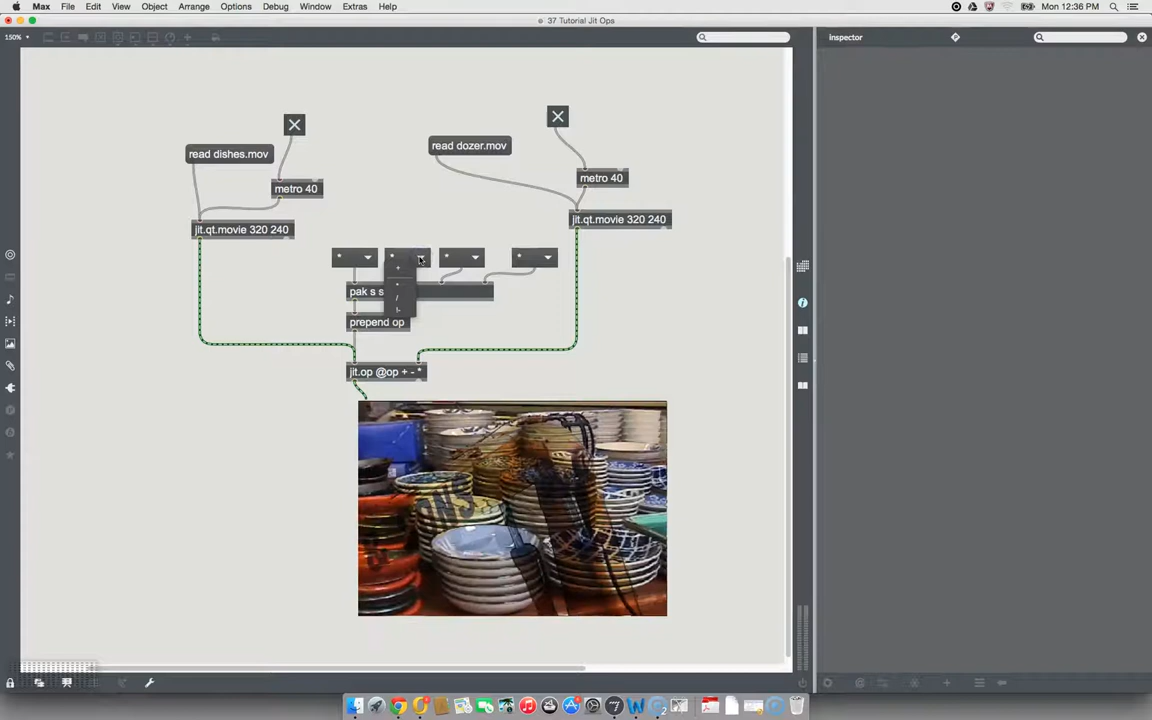 Max File Edit View Object Arrange Options Debug Window Extras Help
Mon 12:36 PM
37 Tutorial Jit Ops
150%
inspector
read dishes.mov
read dozer.mov
metro 40
metro 40
jit.qt.movie 320 240
jit.qt.movie 320 240
* * * *
+
-
*
/
!-
pak s s
prepend op
jit.op @op + - *